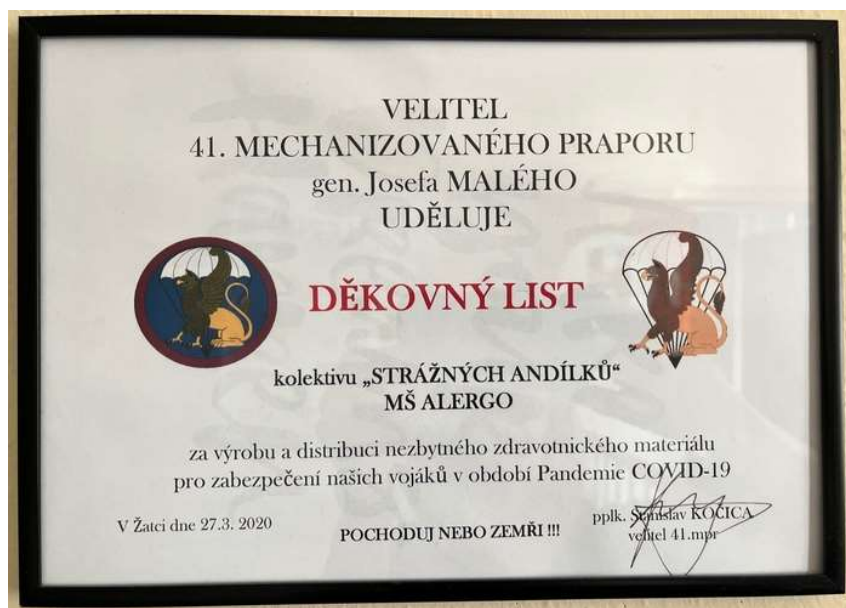 VELITEL
41. MECHANIZOVANÉHO PRAPORU
gen. Josefa MALÉHO
UDĚLUJE
DĚKOVNÝ LIST
kolektivu „STRÁŽNÝCH ANDÍLKŮ“
MŠ ALERGO
za výrobu a distribuci nezbytného zdravotnického materiálu
pro zabezpečení našich vojáků v období Pandemie COVID-19
V Žatci dne 27.3. 2020
POCHODUJ NEBO ZEMŘI !!!
pplk. Stanislav KOČICA
velitel 41.mpr